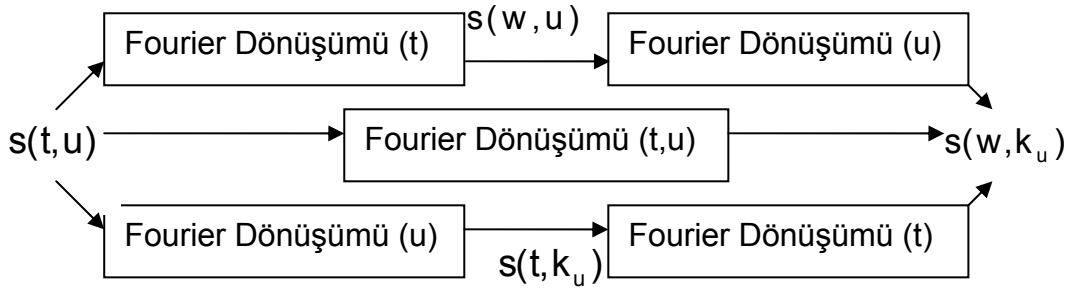 s(w,u)
Fourier Dönüşümü (t)
Fourier Dönüşümü (u)
s(t,u)
Fourier Dönüşümü (t,u)
s(w,k_u)
Fourier Dönüşümü (u)
Fourier Dönüşümü (t)
s(t,k_u)